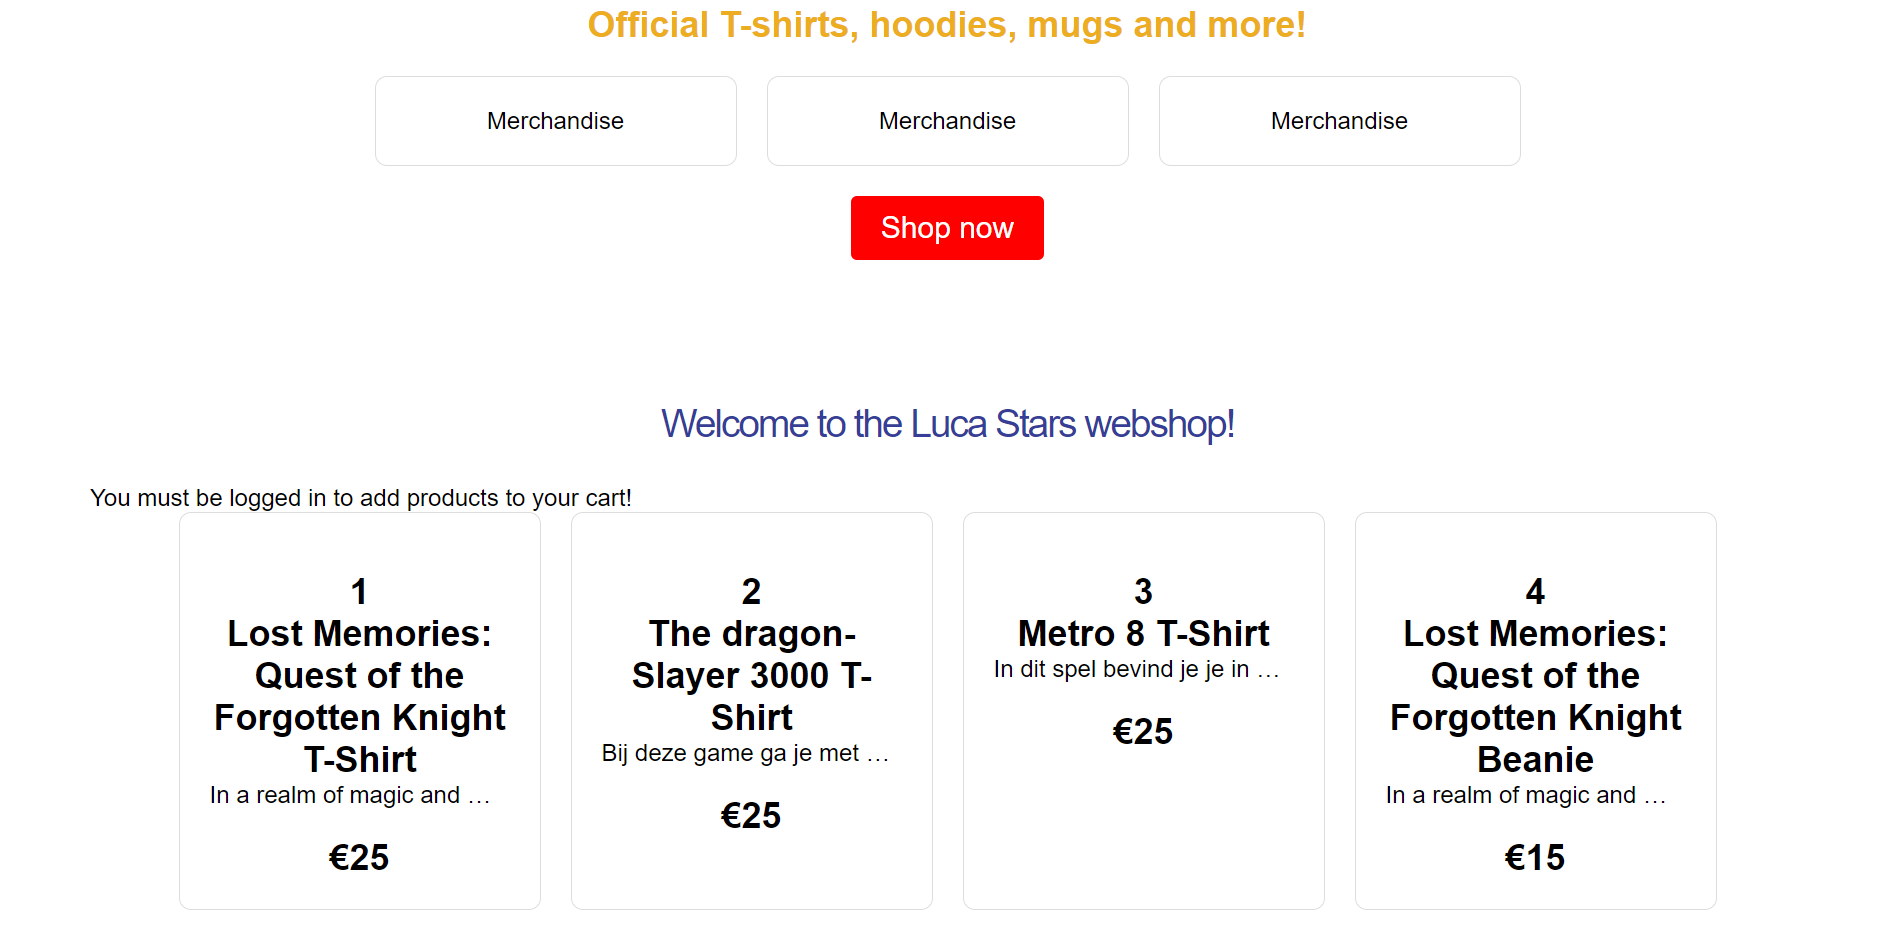 Official T-shirts, hoodies, mugs and more!
Merchandise
Merchandise
Merchandise
Shop now
Welcome to the Luca Stars webshop!
You must be logged in to add products to your cart!
1
Lost Memories:
Quest of the
Forgotten Knight
T-Shirt
In a realm of magic and …
€25
2
The dragon-
Slayer 3000 T-
Shirt
Bij deze game ga je met …
€25
3
Metro 8 T-Shirt
In dit spel bevind je je in …
€25
4
Lost Memories:
Quest of the
Forgotten Knight
Beanie
In a realm of magic and …
€15